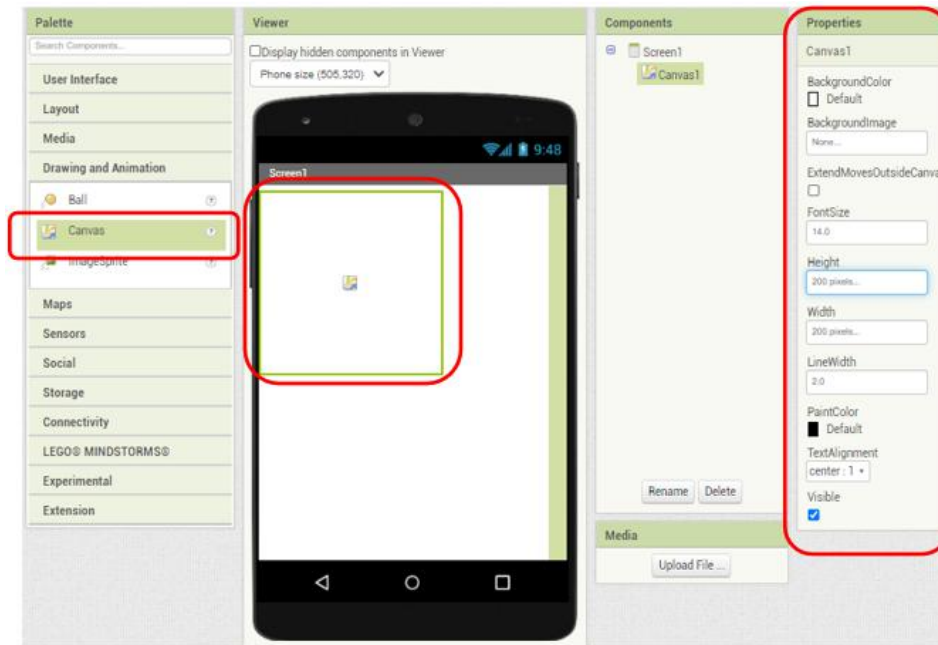 Palette
Search Components...
User Interface
Layout
Media
Drawing and Animation
Ball
Canvas
ImageSprite
Maps
Sensors
Social
Storage
Connectivity
LEGO® MINDSTORMS®
Experimental
Extension
Viewer
Display hidden components in Viewer
Phone size (505,320)
9:48
Screen1
Components
Screen1
Canvas1
Rename Delete
Media
Upload File ...
Properties
Canvas1
BackgroundColor
Default
BackgroundImage
None...
ExtendMovesOutsideCanva
FontSize
14.0
Height
200 pixels...
Width
200 pixels...
LineWidth
2.0
PaintColor
Default
TextAlignment
center : 1
Visible